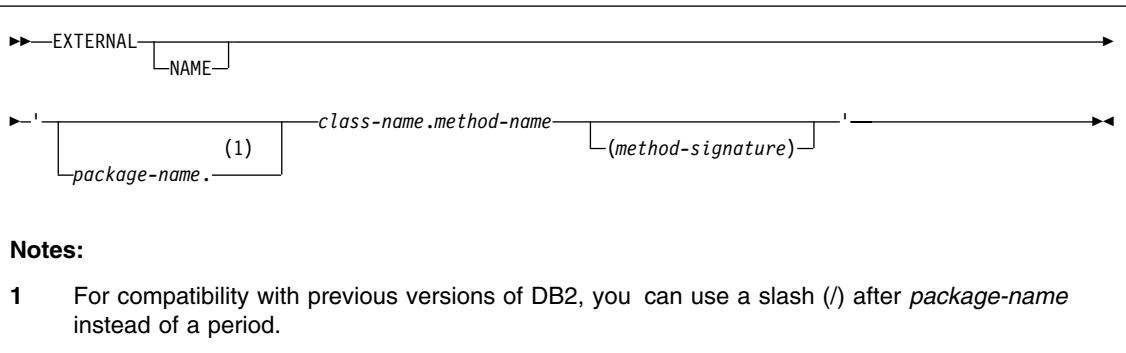 EXTERNAL
NAME
'
class-name.method-name
'
(1)
(method-signature)
package-name.
Notes:
1 For compatibility with previous versions of DB2, you can use a slash (/) after package-name
instead of a period.